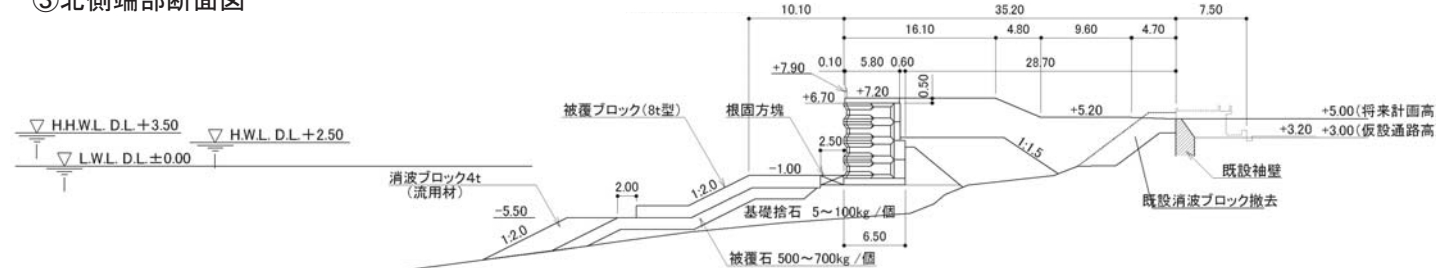 ③北側端部断面図
10.10
35.20
7.50
16.10
4.80
9.60
4.70
0.10
5.80
0.60
28.70
+7.90
0.50
+6.70
+7.20
被覆ブロック(8t型)
根固方塊
+5.20
+5.00(将来計画高
▽ H.H.W.L. D.L.+3.50
▽ H.W.L. D.L.+2.50
+3.20
+3.00(仮設通路高
2.50
1:1.5
▽ L.W.L. D.L.±0.00
消波ブロック4t
(流用材)
-1.00
既設袖壁
2.00
1:2.0
既設消波ブロック撤去
-5.50
基礎捨石 5～100kg/個
1:2.0
6.50
被覆石 500～700kg/個